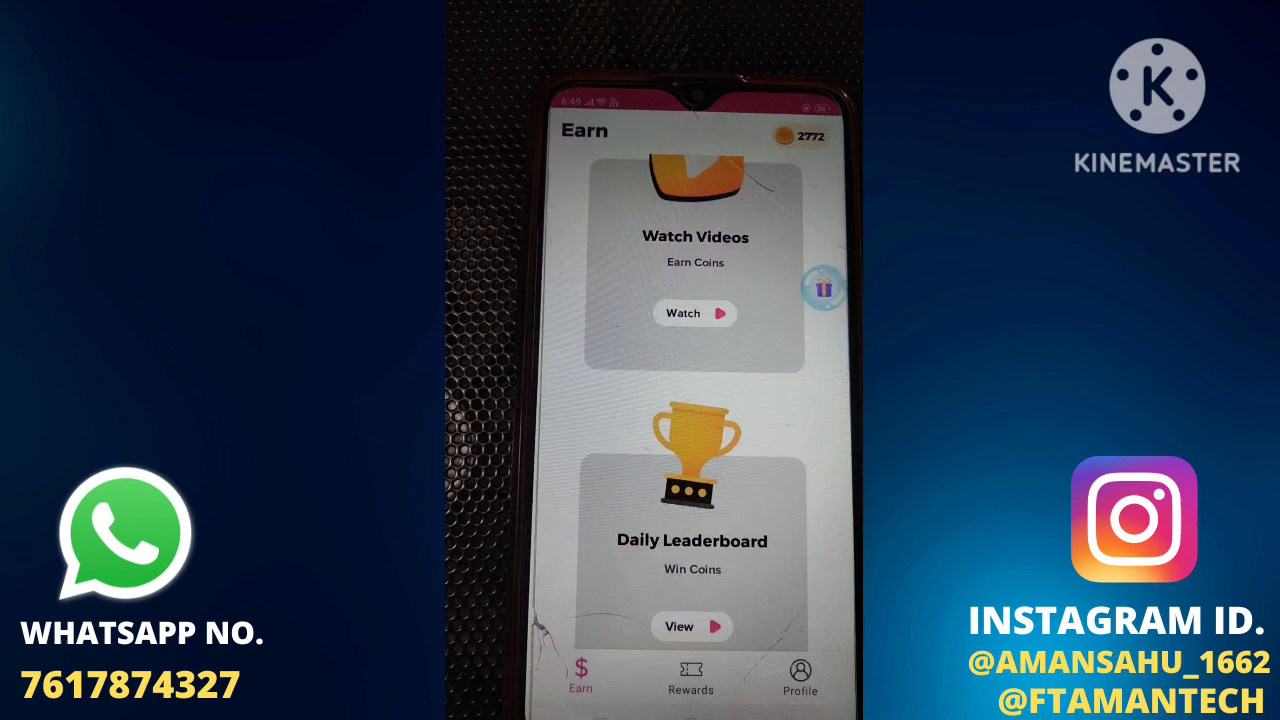 6:49
Earn
2772
Watch Videos
Earn Coins
Watch
Daily Leaderboard
Win Coins
View
Earn
Rewards
Profile
K
KINEMASTER
WHATSAPP NO.
7617874327
INSTAGRAM ID.
@AMANSAHU_1662
@FTAMANTECH